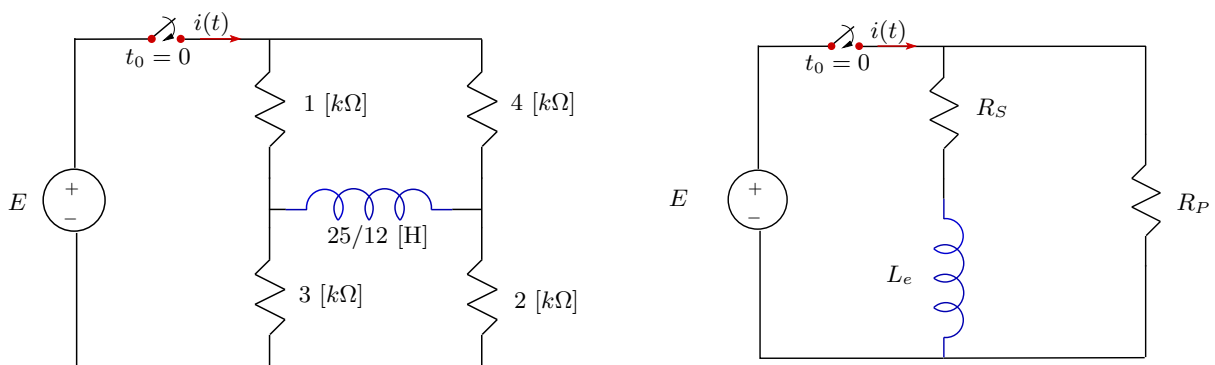 i(t)
t₀ = 0
1 [kΩ]
4 [kΩ]
E
+
−
25/12 [H]
3 [kΩ]
2 [kΩ]
i(t)
t₀ = 0
R_S
E
+
−
R_P
L_e